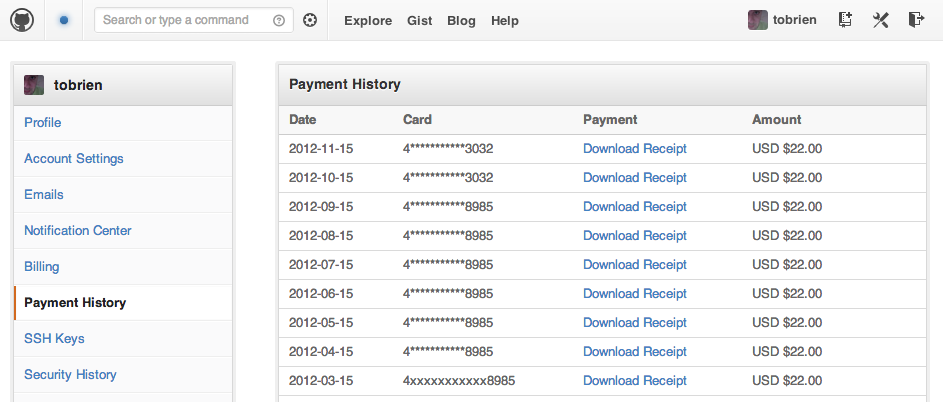 Search or type a command
Explore Gist Blog Help
tobrien
tobrien
Profile
Account Settings
Emails
Notification Center
Billing
Payment History
SSH Keys
Security History
Payment History
Date Card Payment Amount
2012-11-15 4***********3032 Download Receipt USD $22.00
2012-10-15 4***********3032 Download Receipt USD $22.00
2012-09-15 4***********8985 Download Receipt USD $22.00
2012-08-15 4***********8985 Download Receipt USD $22.00
2012-07-15 4***********8985 Download Receipt USD $22.00
2012-06-15 4***********8985 Download Receipt USD $22.00
2012-05-15 4***********8985 Download Receipt USD $22.00
2012-04-15 4***********8985 Download Receipt USD $22.00
2012-03-15 4xxxxxxxxxxx8985 Download Receipt USD $22.00